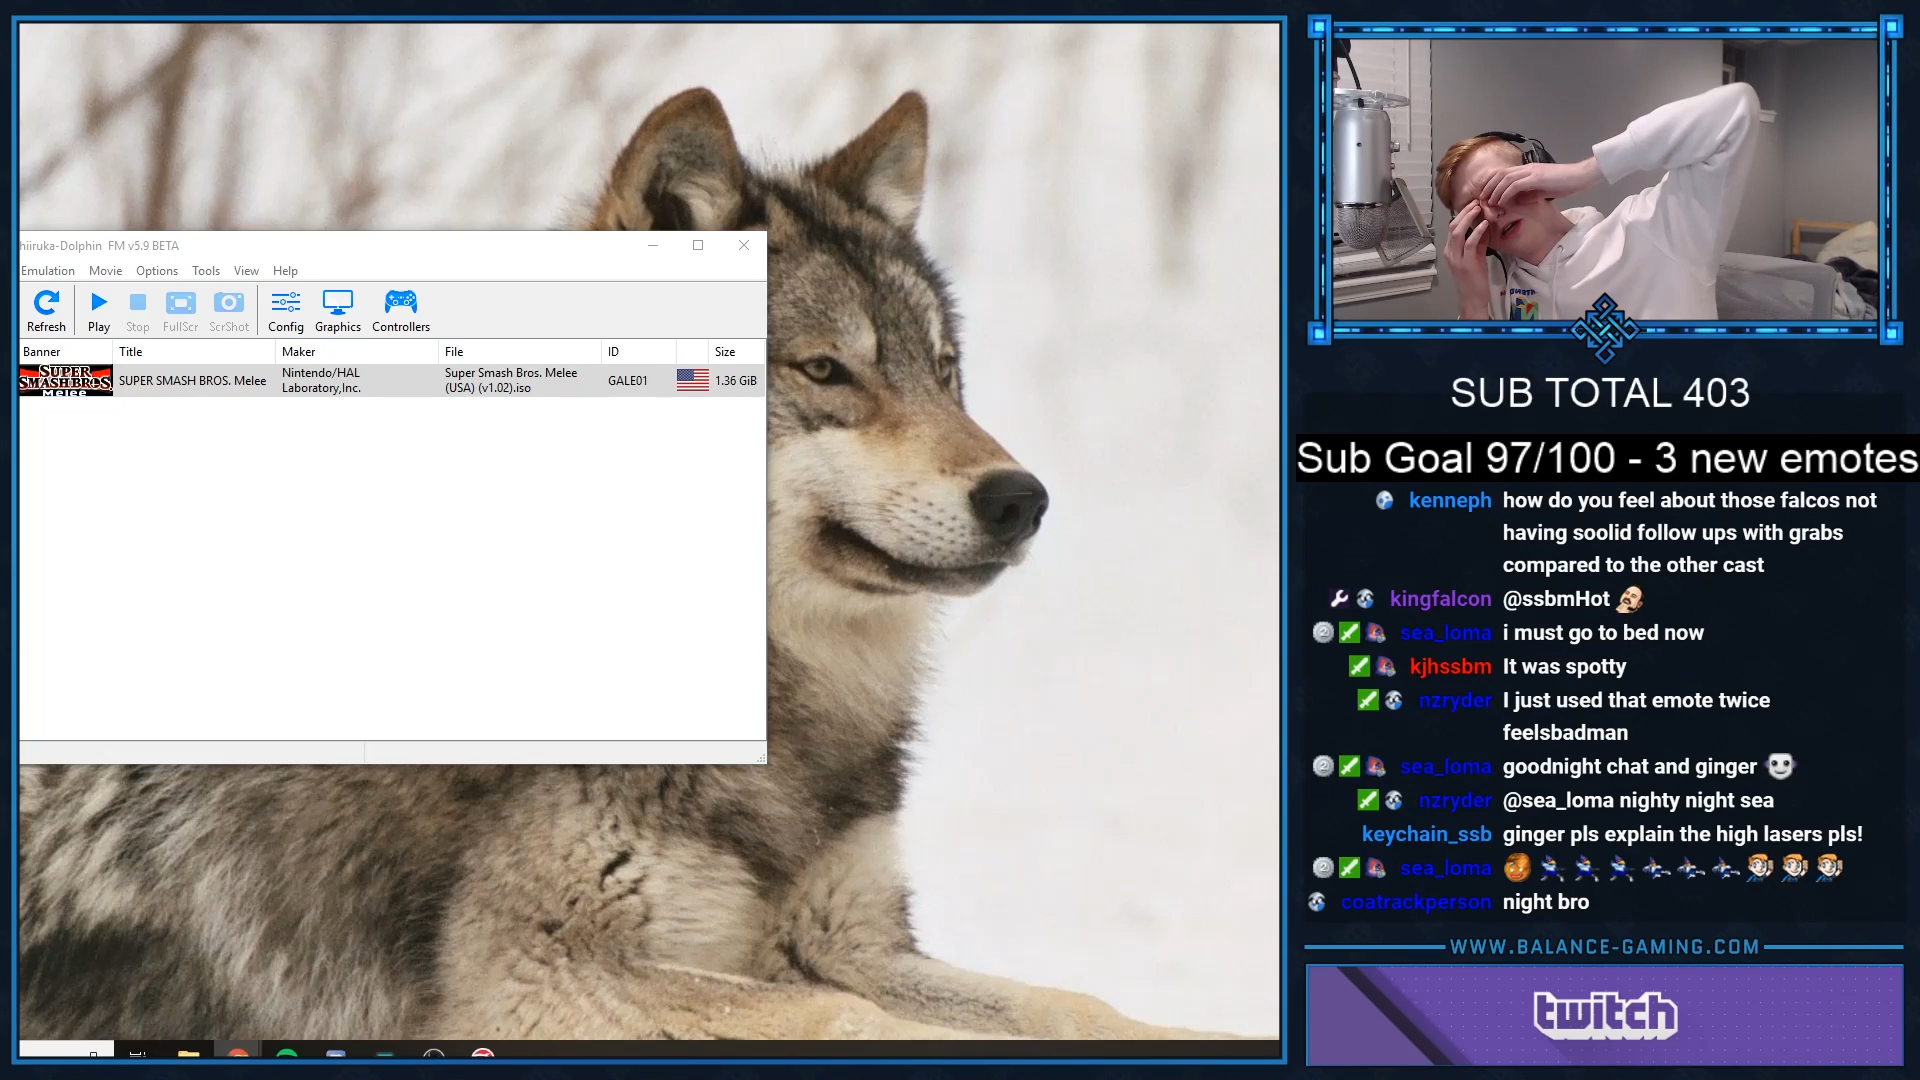 hiiruka-Dolphin FM v5.9 BETA
Emulation Movie Options Tools View Help
Refresh Play Stop FullScr ScrShot Config Graphics Controllers
Banner Title Maker File ID Size
SUPER SMASH BROS. Melee
SUPER SMASH BROS. Melee
Nintendo/HAL
Laboratory,Inc.
Super Smash Bros. Melee
(USA) (v1.02).iso
GALE01
1.36 GiB
SUB TOTAL 403
Sub Goal 97/100 - 3 new emotes
kenneph how do you feel about those falcos not
having soolid follow ups with grabs
compared to the other cast
kingfalcon @ssbmHot
sea_loma i must go to bed now
kjhssbm It was spotty
nzryder I just used that emote twice
feelsbadman
sea_loma goodnight chat and ginger
nzryder @sea_loma nighty night sea
keychain_ssb ginger pls explain the high lasers pls!
sea_loma
coatrackperson night bro
WWW.BALANCE-GAMING.COM
twitch